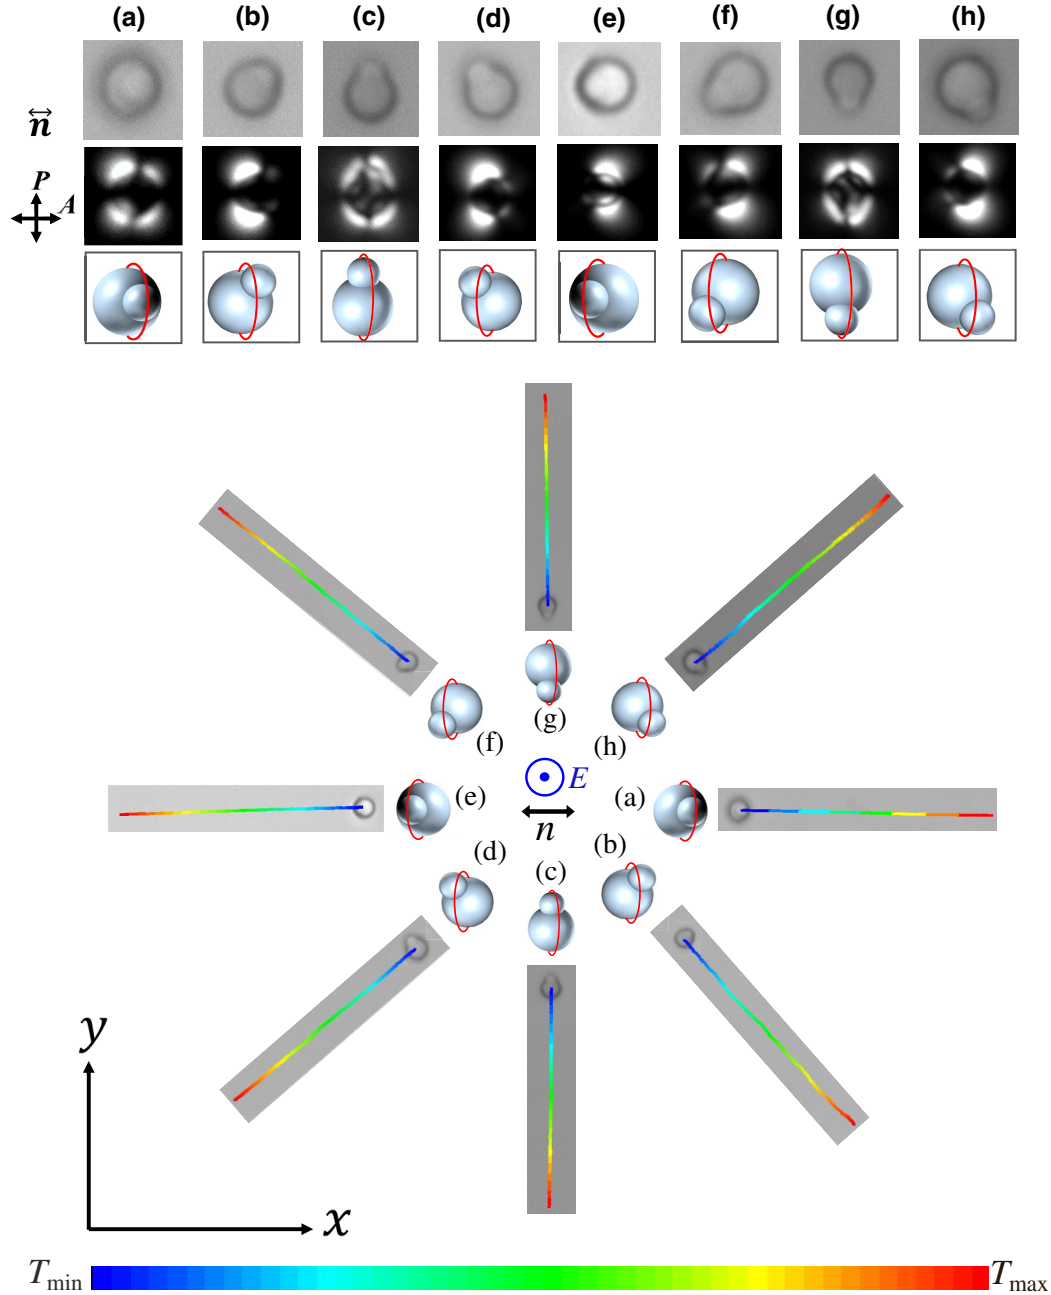 (a) (b) (c) (d) (e) (f) (g) (h)
n
P
A
(g)
(f) (h)
E
(e) (a)
n
(d) (b)
(c)
y
x
Tmin Tmax